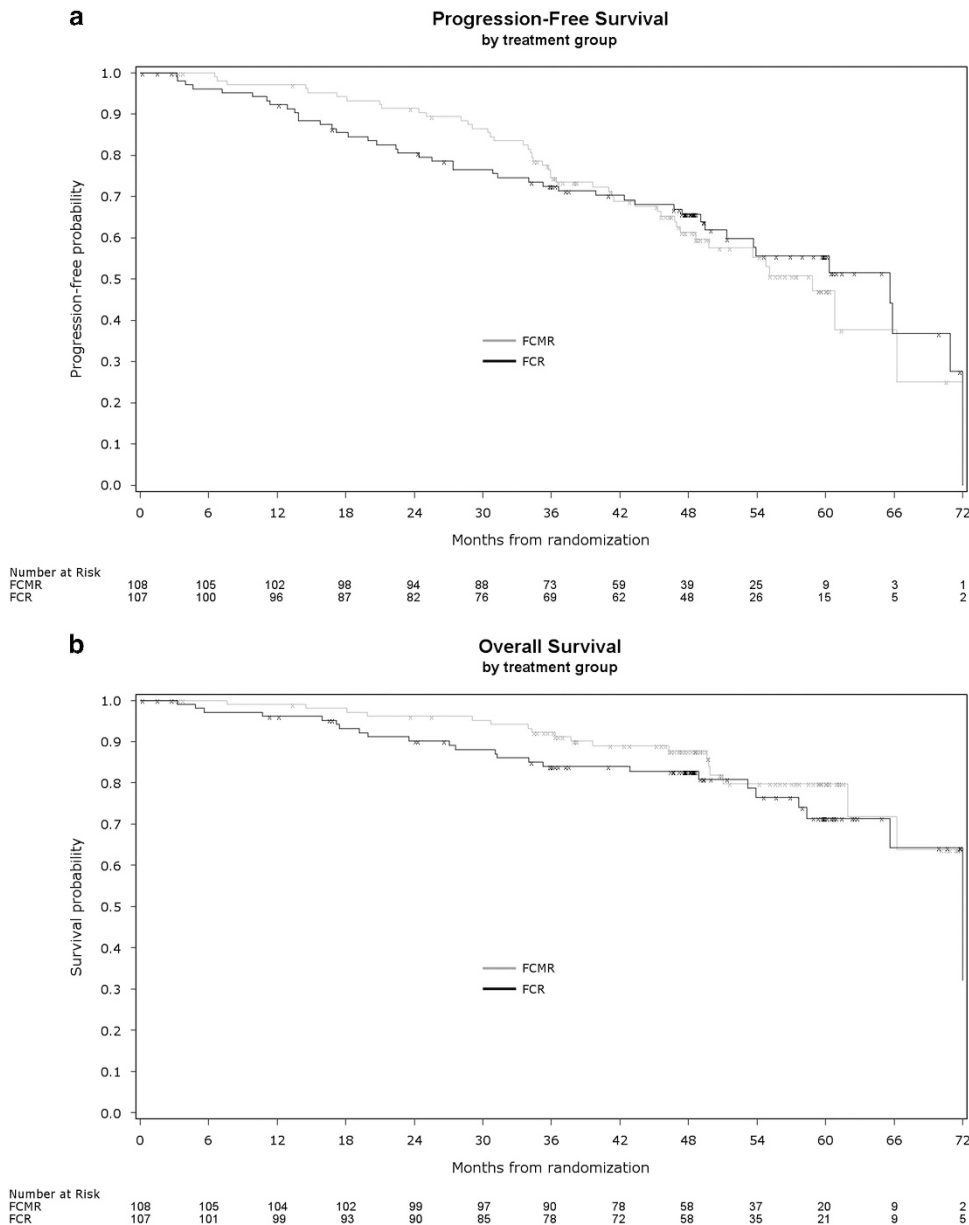 a
Progression-Free Survival
by treatment group
1.0
0.9
0.8
0.7
0.6
0.5
0.4
0.3
0.2
0.1
0.0
Progression-free probability
FCMR
FCR
0 6 12 18 24 30 36 42 48 54 60 66 72
Months from randomization
Number at Risk
FCMR 108 105 102 98 94 88 73 59 39 25 9 3 1
FCR 107 100 96 87 82 76 69 62 48 26 15 5 2
b
Overall Survival
by treatment group
1.0
0.9
0.8
0.7
0.6
0.5
0.4
0.3
0.2
0.1
0.0
Survival probability
FCMR
FCR
0 6 12 18 24 30 36 42 48 54 60 66 72
Months from randomization
Number at Risk
FCMR 108 105 104 102 99 97 90 78 58 37 20 9 2
FCR 107 101 99 93 90 85 78 72 58 35 21 9 5